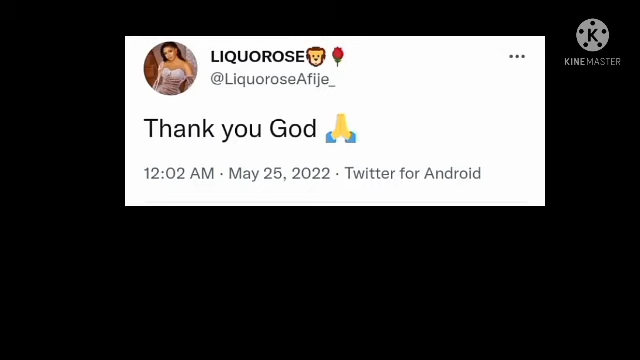 LIQUOROSE🦁🌹
@LiquoroseAfije_
Thank you God 🙏
12:02 AM · May 25, 2022 · Twitter for Android
K
KINEMASTER